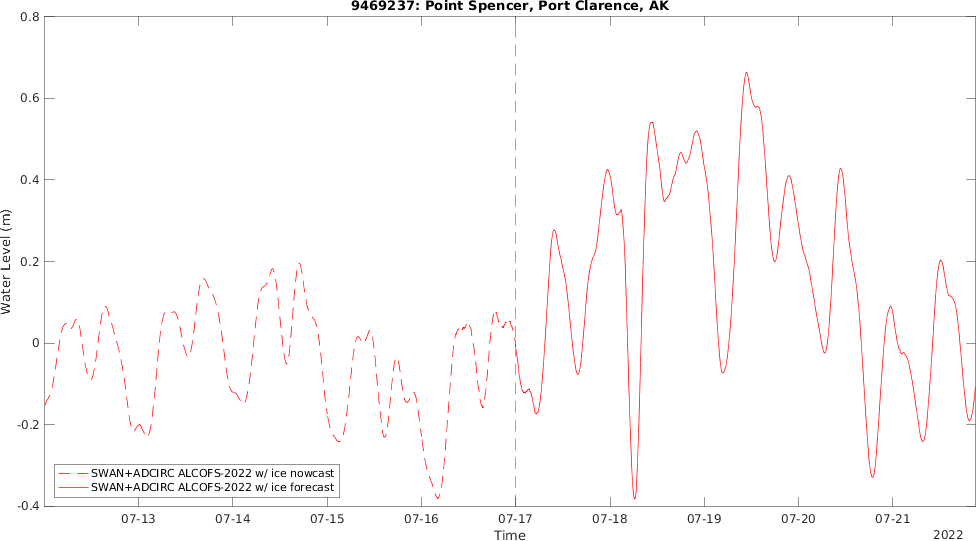 9469237: Point Spencer, Port Clarence, AK
0.8
0.6
0.4
0.2
0
-0.2
-0.4
Water Level (m)
SWAN+ADCIRC ALCOFS-2022 w/ ice nowcast
SWAN+ADCIRC ALCOFS-2022 w/ ice forecast
07-13 07-14 07-15 07-16 07-17 07-18 07-19 07-20 07-21
Time
2022